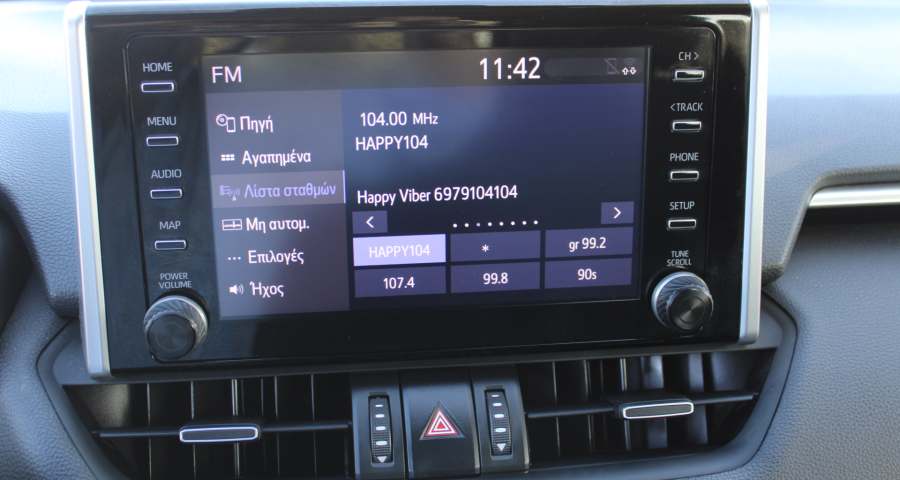 HOME
MENU
AUDIO
MAP
POWER
VOLUME
FM
11:42
Πηγή
Αγαπημένα
Λίστα σταθμών
Μη αυτομ.
Επιλογές
Ήχος
104.00 MHz
HAPPY104
Happy Viber 6979104104
HAPPY104
*
gr 99.2
107.4
99.8
90s
CH >
< TRACK
PHONE
SETUP
TUNE
SCROLL